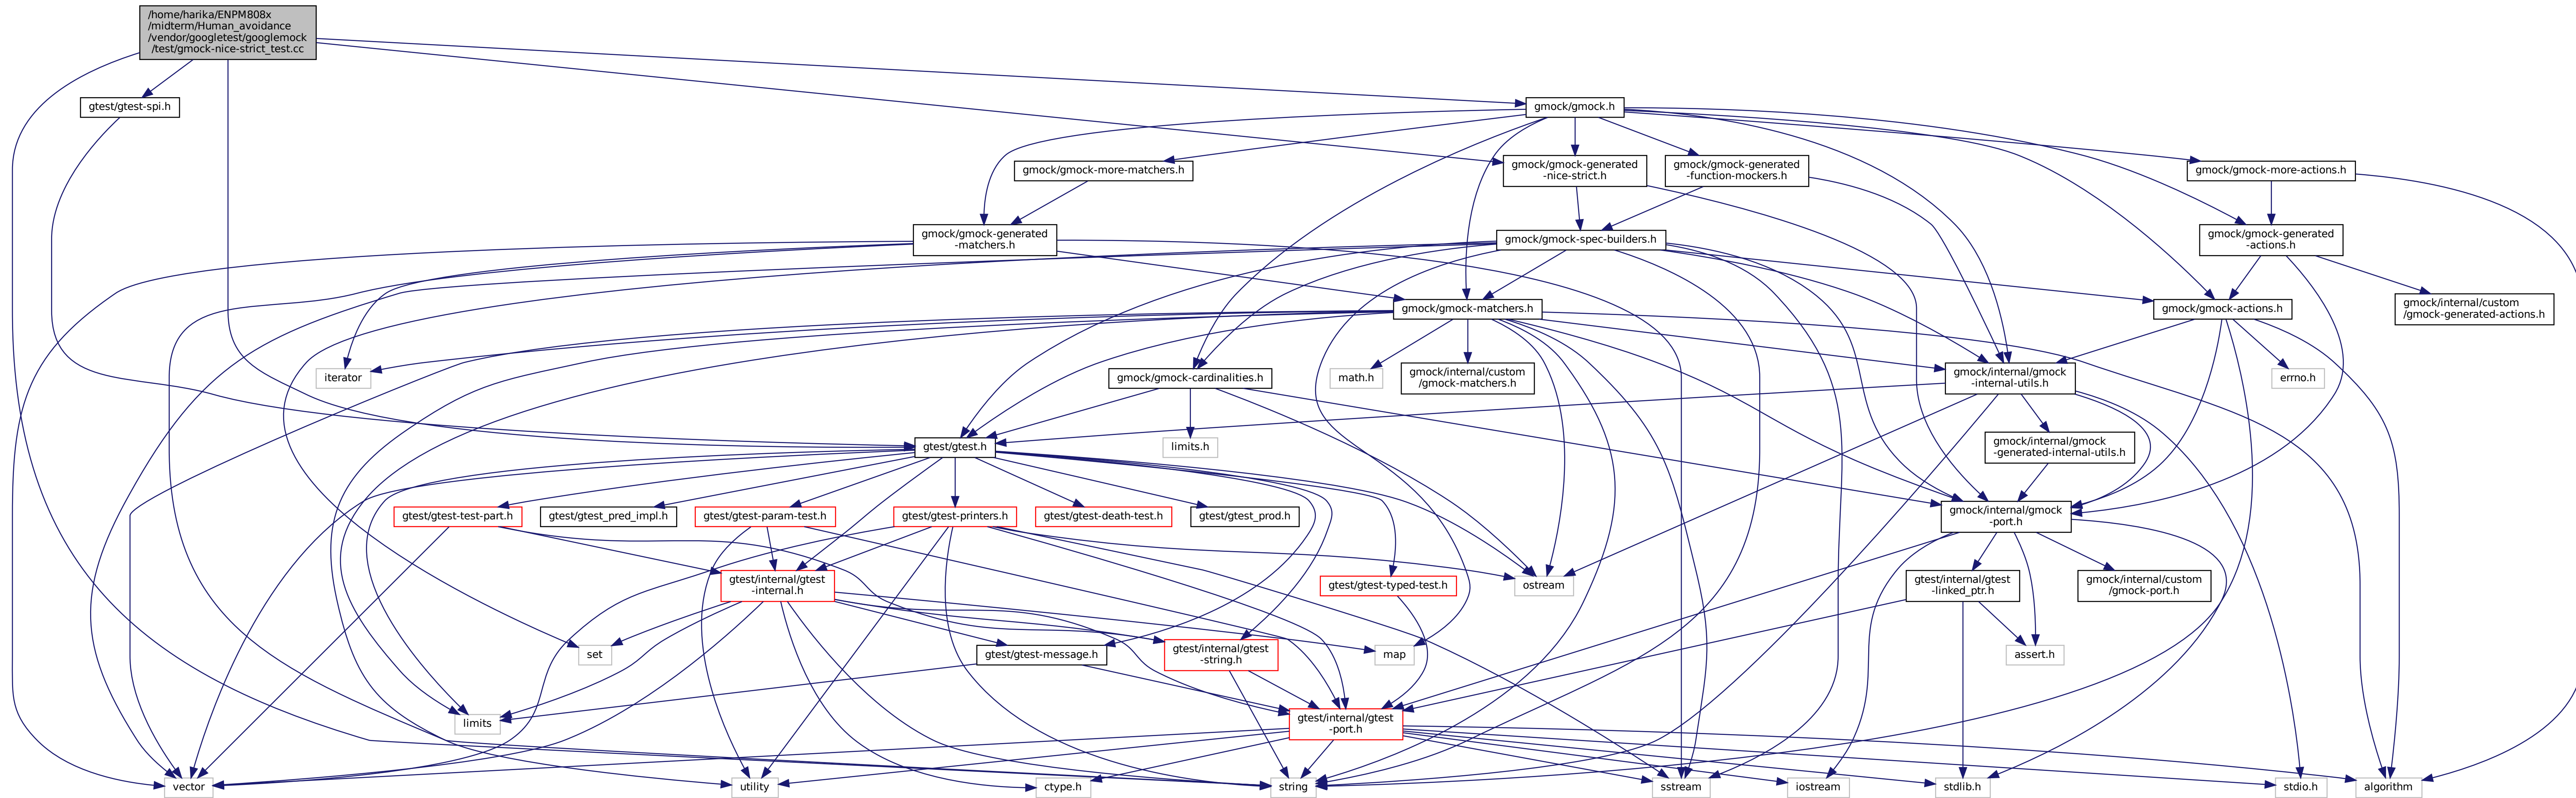 /home/harika/ENPM808x
/midterm/Human_avoidance
/vendor/googletest/googlemock
/test/gmock-nice-strict_test.cc
gtest/gtest-spi.h
gmock/gmock.h
gmock/gmock-more-matchers.h
gmock/gmock-generated
-nice-strict.h
gmock/gmock-generated
-function-mockers.h
gmock/gmock-more-actions.h
gmock/gmock-generated
-matchers.h
gmock/gmock-spec-builders.h
gmock/gmock-generated
-actions.h
gmock/gmock-matchers.h
gmock/gmock-actions.h
gmock/internal/custom
/gmock-generated-actions.h
iterator
gmock/gmock-cardinalities.h
math.h
gmock/internal/custom
/gmock-matchers.h
gmock/internal/gmock
-internal-utils.h
errno.h
gtest/gtest.h
limits.h
gmock/internal/gmock
-generated-internal-utils.h
gtest/gtest-test-part.h
gtest/gtest_pred_impl.h
gtest/gtest-param-test.h
gtest/gtest-printers.h
gtest/gtest-death-test.h
gtest/gtest_prod.h
gmock/internal/gmock
-port.h
gtest/internal/gtest
-internal.h
gtest/gtest-typed-test.h
ostream
gtest/internal/gtest
-linked_ptr.h
gmock/internal/custom
/gmock-port.h
set
gtest/gtest-message.h
gtest/internal/gtest
-string.h
map
assert.h
limits
gtest/internal/gtest
-port.h
vector
utility
ctype.h
string
sstream
iostream
stdlib.h
stdio.h
algorithm